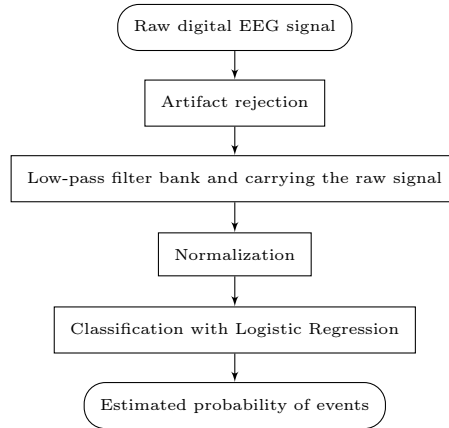 Raw digital EEG signal
Artifact rejection
Low-pass filter bank and carrying the raw signal
Normalization
Classification with Logistic Regression
Estimated probability of events